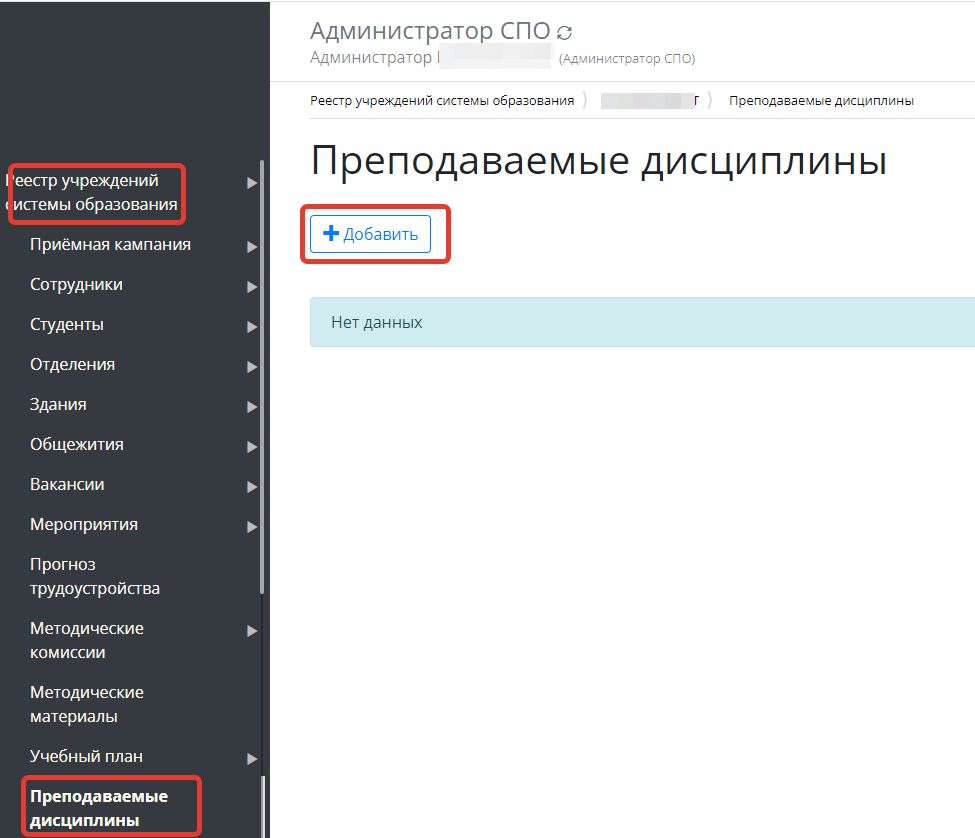 Администратор СПО
Администратор
(Администратор СПО)
Реестр учреждений системы образования
Преподаваемые дисциплины
Преподаваемые дисциплины
Добавить
Нет данных
Реестр учреждений
системы образования
Приёмная кампания
Сотрудники
Студенты
Отделения
Здания
Общежития
Вакансии
Мероприятия
Прогноз
трудоустройства
Методические
комиссии
Методические
материалы
Учебный план
Преподаваемые
дисциплины